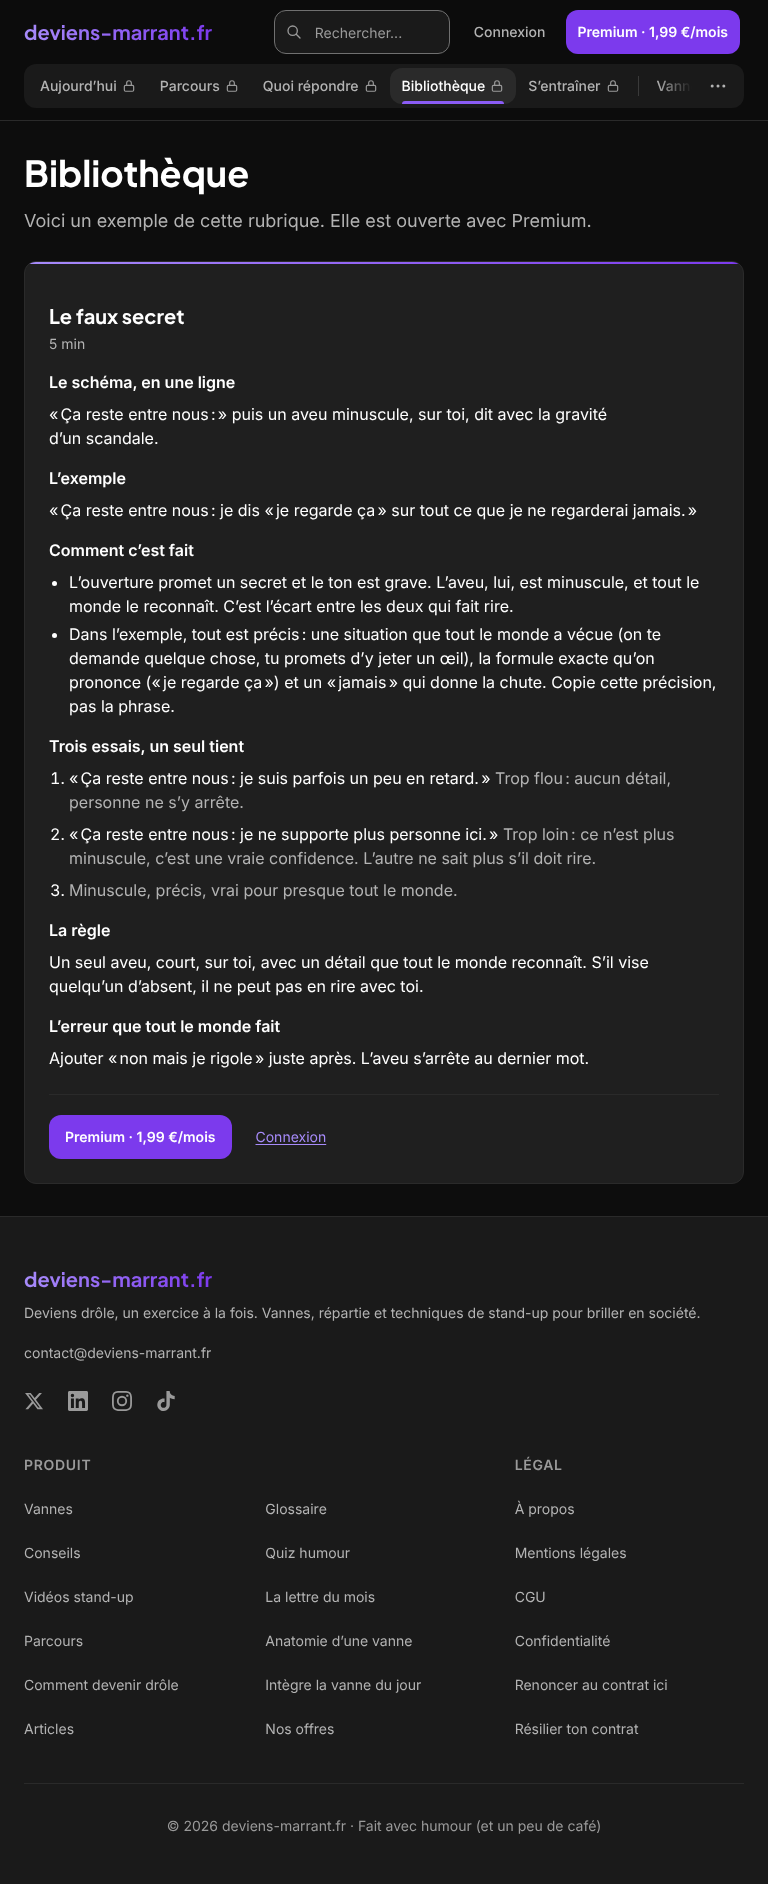 deviens-marrant.fr
Rechercher...
Connexion
Premium · 1,99 €/mois
Aujourd’hui
Parcours
Quoi répondre
Bibliothèque
S’entraîner
Vann
Bibliothèque
Voici un exemple de cette rubrique. Elle est ouverte avec Premium.
Le faux secret
5 min
Le schéma, en une ligne
« Ça reste entre nous : » puis un aveu minuscule, sur toi, dit avec la gravité
d’un scandale.
L’exemple
« Ça reste entre nous : je dis « je regarde ça » sur tout ce que je ne regarderai jamais. »
Comment c’est fait
• L’ouverture promet un secret et le ton est grave. L’aveu, lui, est minuscule, et tout le
monde le reconnaît. C’est l’écart entre les deux qui fait rire.
• Dans l’exemple, tout est précis : une situation que tout le monde a vécue (on te
demande quelque chose, tu promets d’y jeter un œil), la formule exacte qu’on
prononce (« je regarde ça ») et un « jamais » qui donne la chute. Copie cette précision,
pas la phrase.
Trois essais, un seul tient
1. « Ça reste entre nous : je suis parfois un peu en retard. » Trop flou : aucun détail,
personne ne s’y arrête.
2. « Ça reste entre nous : je ne supporte plus personne ici. » Trop loin : ce n’est plus
minuscule, c’est une vraie confidence. L’autre ne sait plus s’il doit rire.
3. Minuscule, précis, vrai pour presque tout le monde.
La règle
Un seul aveu, court, sur toi, avec un détail que tout le monde reconnaît. S’il vise
quelqu’un d’absent, il ne peut pas en rire avec toi.
L’erreur que tout le monde fait
Ajouter « non mais je rigole » juste après. L’aveu s’arrête au dernier mot.
Premium · 1,99 €/mois
Connexion
deviens-marrant.fr
Deviens drôle, un exercice à la fois. Vannes, répartie et techniques de stand-up pour briller en société.
contact@deviens-marrant.fr
PRODUIT
Vannes
Conseils
Vidéos stand-up
Parcours
Comment devenir drôle
Articles
Glossaire
Quiz humour
La lettre du mois
Anatomie d’une vanne
Intègre la vanne du jour
Nos offres
LÉGAL
À propos
Mentions légales
CGU
Confidentialité
Renoncer au contrat ici
Résilier ton contrat
© 2026 deviens-marrant.fr · Fait avec humour (et un peu de café)